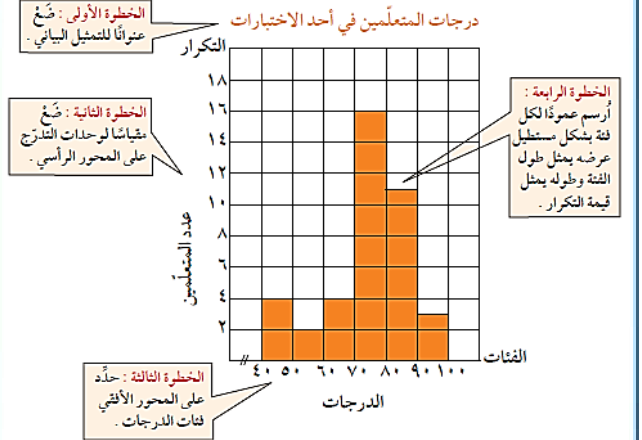 درجات المتعلّمين في أحد الاختبارات
الخطوة الأولى : ضَعْ
عنوانًا للتمثيل البياني .
التكرار
١٨
١٦
١٤
١٢
١٠
٨
٦
٤
٢
عدد المتعلّمين
الخطوة الثانية : ضَعْ
مقياسًا لوحدات التدرّج
على المحور الرأسي .
الخطوة الرابعة :
أرسم عمودًا لكل
فئة بشكل مستطيل
عرضه يمثل طول
الفئة وطوله يمثل
قيمة التكرار .
٤٠ ٥٠ ٦٠ ٧٠ ٨٠ ٩٠ ١٠٠
الفئات
الدرجات
الخطوة الثالثة : حدِّد
على المحور الأفقي
فئات الدرجات .